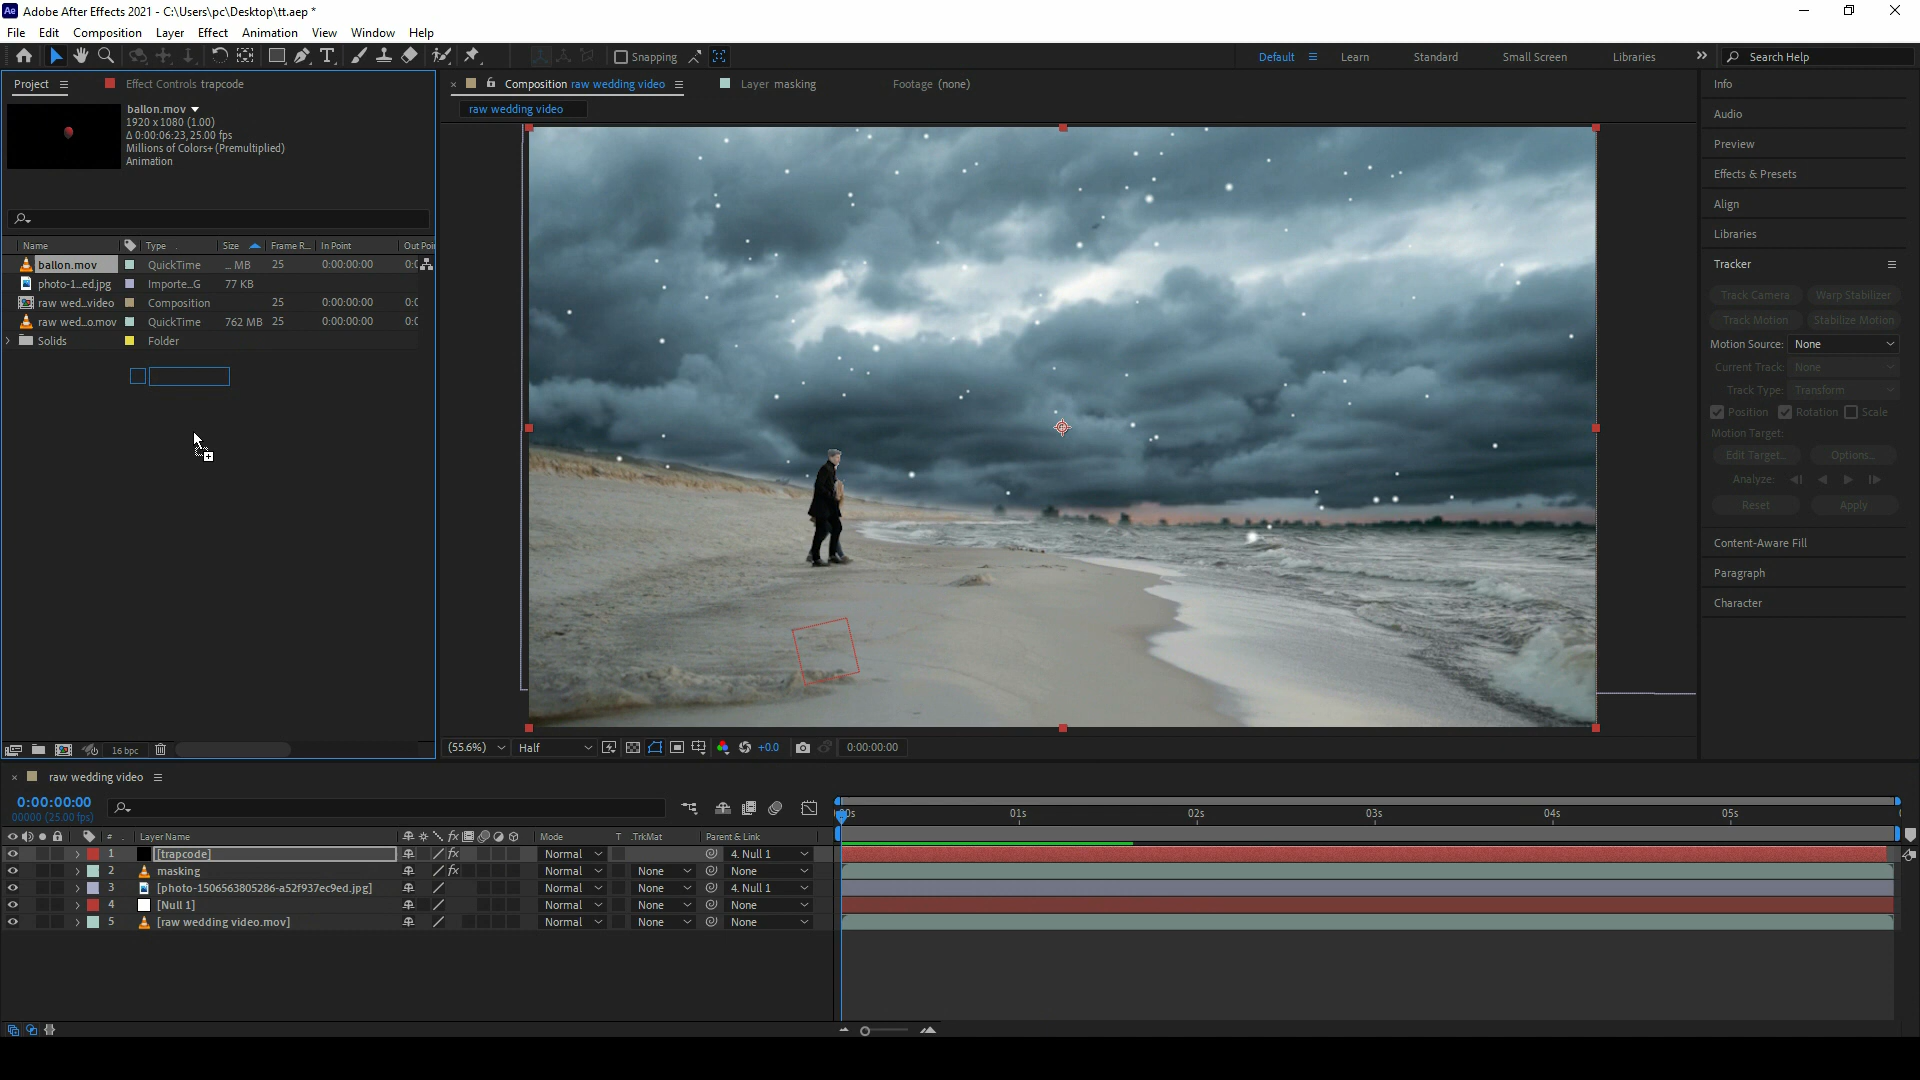 Adobe After Effects 2021 - C:\Users\pc\Desktop\tt.aep *
File Edit Composition Layer Effect Animation View Window Help
Snapping
Default Learn Standard Small Screen Libraries Search Help
Project Effect Controls trapcode
ballon.mov
1920 x 1080 (1.00)
Δ 0:00:06:23, 25.00 fps
Millions of Colors+ (Premultiplied)
Animation
Name Type Size Frame R... In Point Out Poin
ballon.mov QuickTime ... MB 25 0:00:00:00 0:0
photo-1...ed.jpg Importe...G 77 KB
raw wed...video Composition 25 0:00:00:00 0:0
raw wed...o.mov QuickTime 762 MB 25 0:00:00:00 0:0
Solids Folder
16 bpc
Composition raw wedding video Layer masking Footage (none)
raw wedding video
(55.6%) Half +0.0 0:00:00:00
Info
Audio
Preview
Effects & Presets
Align
Libraries
Tracker
Track Camera Warp Stabilizer
Track Motion Stabilize Motion
Motion Source: None
Current Track: None
Track Type: Transform
Position Rotation Scale
Motion Target:
Edit Target... Options...
Analyze:
Reset Apply
Content-Aware Fill
Paragraph
Character
raw wedding video
0:00:00:00
00000 (25.00 fps)
:00s 01s 02s 03s 04s 05s
# Layer Name Mode T .TrkMat Parent & Link
1 [trapcode] Normal 4. Null 1
2 masking Normal None None
3 [photo-1506563805286-a52f937ec9ed.jpg] Normal None 4. Null 1
4 [Null 1] Normal None None
5 [raw wedding video.mov] Normal None None